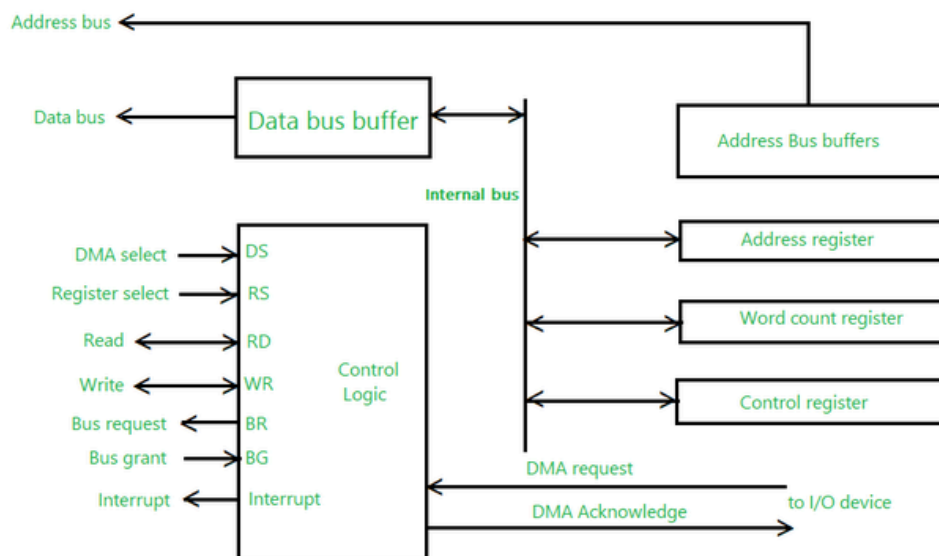 Address bus
Data bus
Data bus buffer
Address Bus buffers
Internal bus
DMA select
DS
Address register
Register select
RS
Word count register
Read
RD
Control
Logic
Write
WR
Control register
Bus request
BR
Bus grant
BG
DMA request
Interrupt
Interrupt
to I/O device
DMA Acknowledge